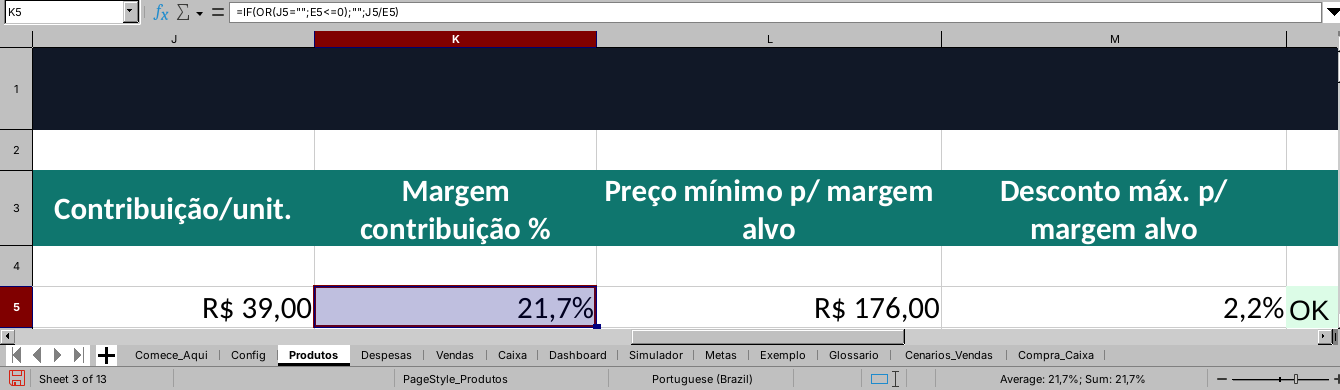 K5 =IF(OR(J5="";E5<=0);"";J5/E5)
J K L M
1
2
3 Contribuição/unit. Margem contribuição % Preço mínimo p/ margem alvo Desconto máx. p/ margem alvo
4
5 R$ 39,00 21,7% R$ 176,00 2,2% OK
Comece_Aqui Config Produtos Despesas Vendas Caixa Dashboard Simulador Metas Exemplo Glossario Cenarios_Vendas Compra_Caixa
Sheet 3 of 13 PageStyle_Produtos Portuguese (Brazil) Average: 21,7%; Sum: 21,7%